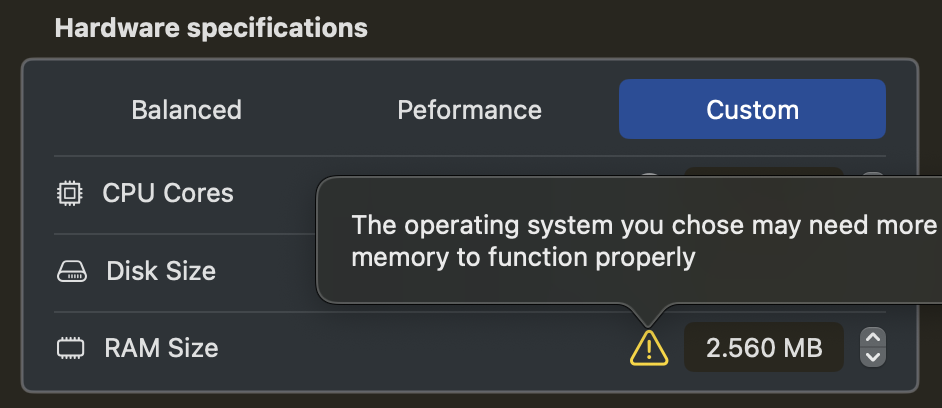 Hardware specifications
Balanced Peformance Custom
CPU Cores
The operating system you chose may need more
memory to function properly
Disk Size
RAM Size 2.560 MB